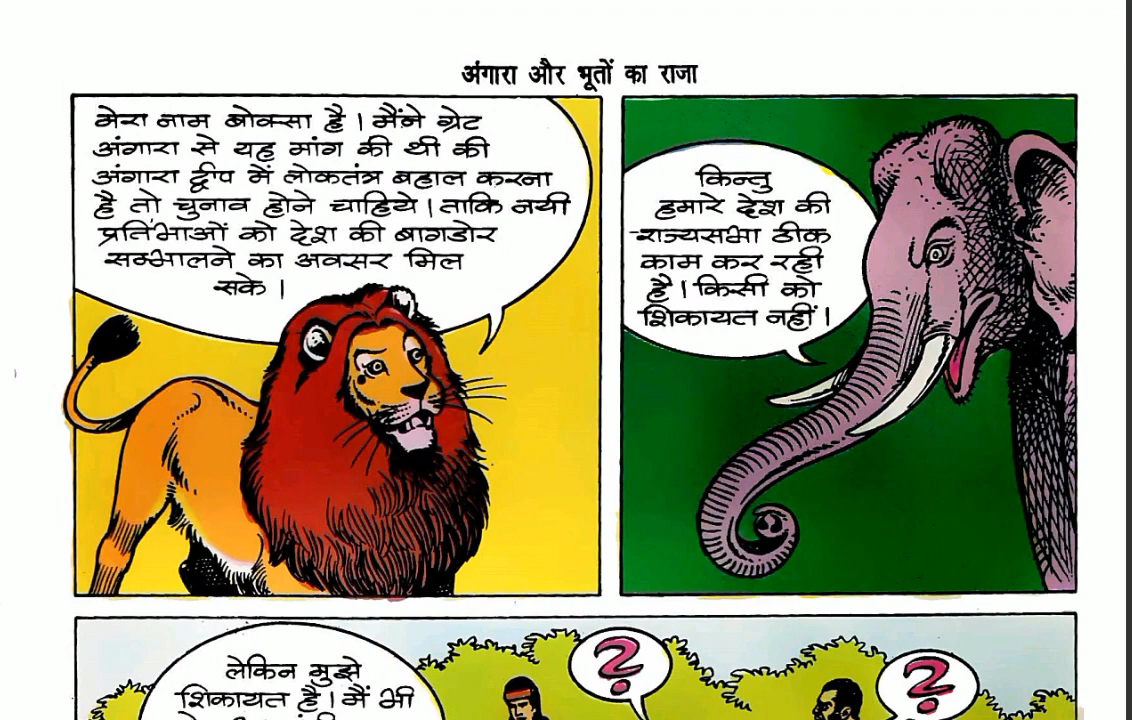 अंगारा और भूतों का राजा
मेरा नाम बोक्सा है। मैंने ग्रेट
अंगारा से यह मांग की थी की
अंगारा द्वीप में लोकतंत्र बहाल करना
है तो चुनाव होने चाहिये। ताकि नयी
प्रतिभाओं को देश की बागडोर
सम्भालने का अवसर मिल
सके।
किन्तु
हमारे देश की
राज्यसभा ठीक
काम कर रही
है। किसी को
शिकायत नहीं।
लेकिन मुझे
शिकायत है। मैं भी
?
?